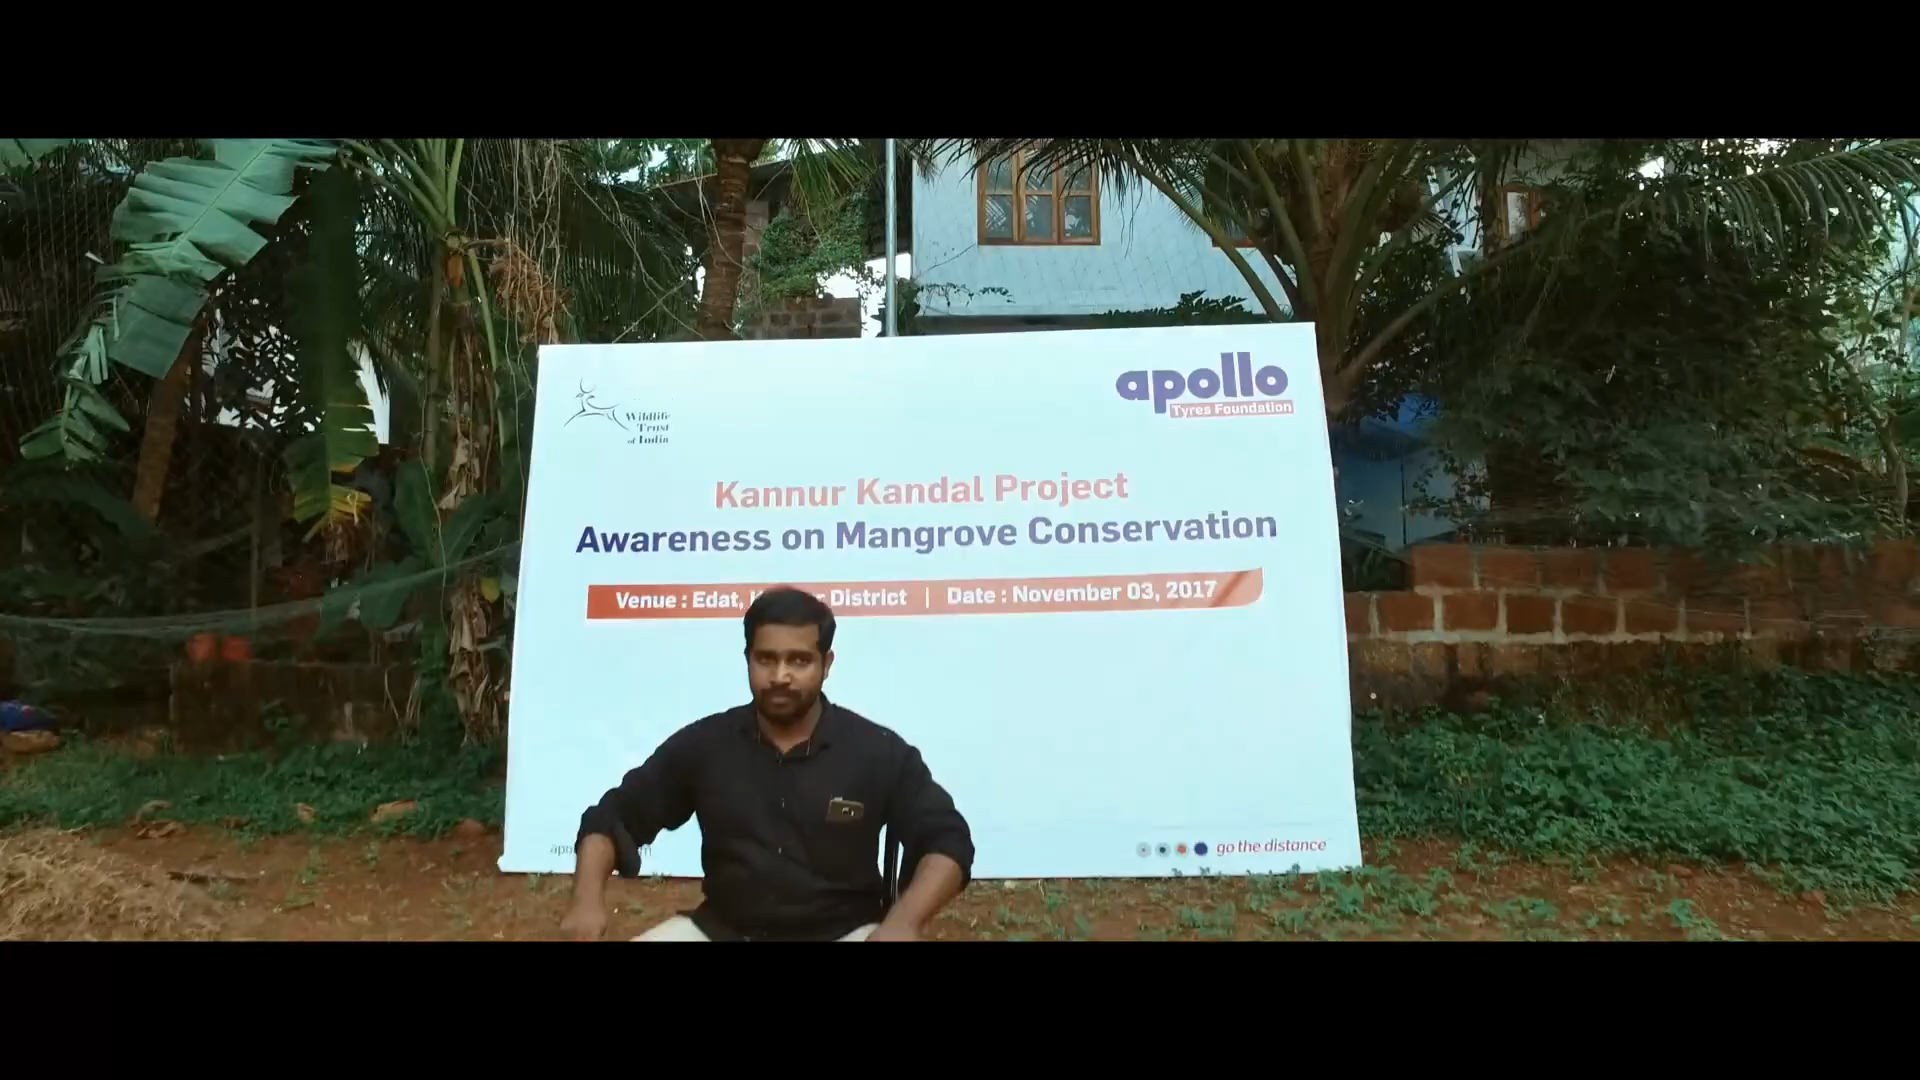 Wildlife
Trust
of India
apollo
Tyres Foundation
Kannur Kandal Project
Awareness on Mangrove Conservation
Venue : Edat, District | Date : November 03, 2017
go the distance